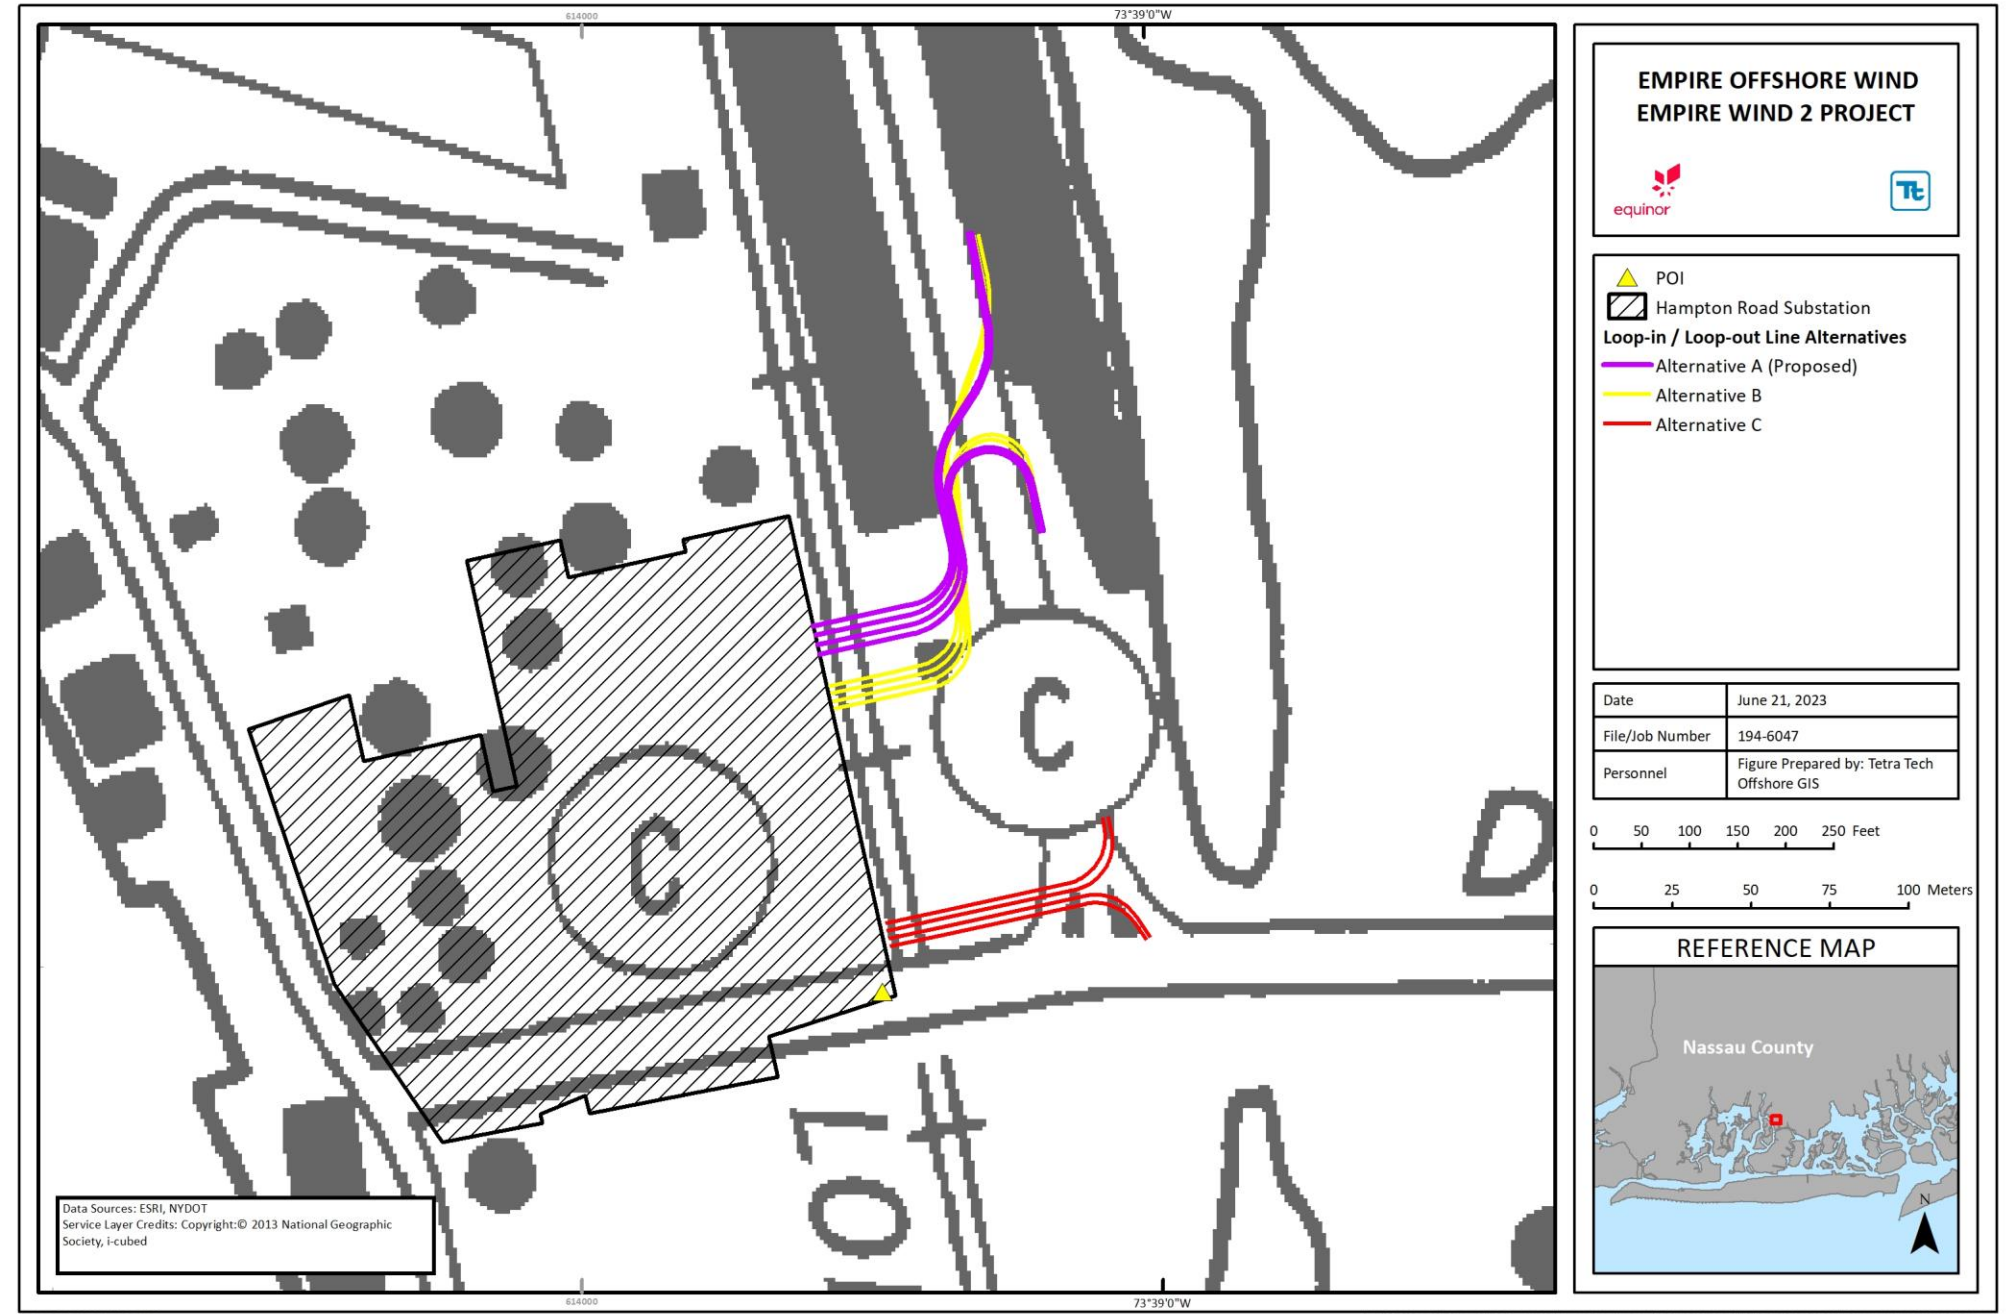 614000
73°39'0"W
C
C
LOL
Data Sources: ESRI, NYDOT
Service Layer Credits: Copyright:© 2013 National Geographic
Society, i-cubed
614000
73°39'0"W
EMPIRE OFFSHORE WIND
EMPIRE WIND 2 PROJECT
equinor
Tt
POI
Hampton Road Substation
Loop-in / Loop-out Line Alternatives
Alternative A (Proposed)
Alternative B
Alternative C
Date June 21, 2023
File/Job Number 194-6047
Personnel Figure Prepared by: Tetra Tech
Offshore GIS
0 50 100 150 200 250 Feet
0 25 50 75 100 Meters
REFERENCE MAP
Nassau County
N